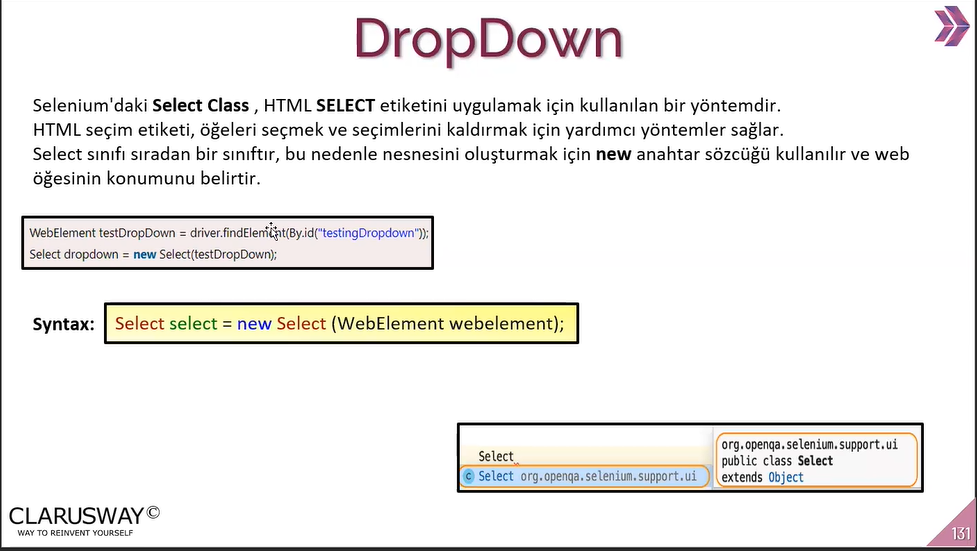 DropDown
Selenium'daki Select Class , HTML SELECT etiketini uygulamak için kullanılan bir yöntemdir.
HTML seçim etiketi, öğeleri seçmek ve seçimlerini kaldırmak için yardımcı yöntemler sağlar.
Select sınıfı sıradan bir sınıftır, bu nedenle nesnesini oluşturmak için new anahtar sözcüğü kullanılır ve web
öğesinin konumunu belirtir.
WebElement testDropDown = driver.findElement(By.id("testingDropdown"));
Select dropdown = new Select(testDropDown);
Syntax: Select select = new Select (WebElement webelement);
Select
C Select org.openqa.selenium.support.ui
org.openqa.selenium.support.ui
public class Select
extends Object
CLARUSWAY©
WAY TO REINVENT YOURSELF
131